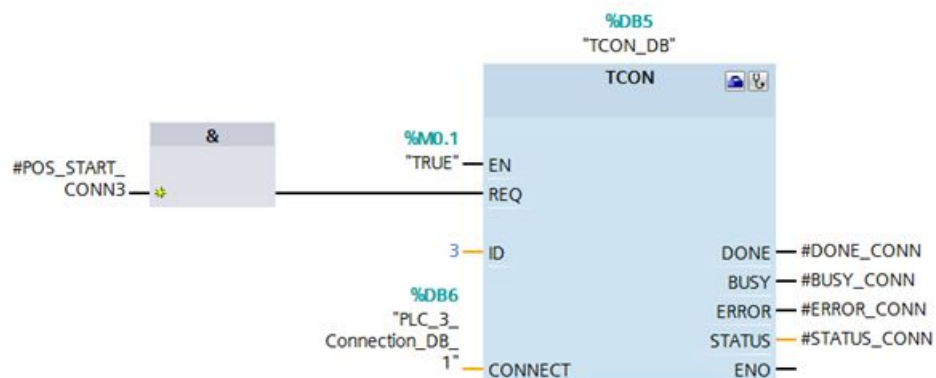 %DB5
"TCON_DB"
TCON
&
%M0.1
"TRUE"
EN
#POS_START_
CONN3
REQ
3
ID
DONE
#DONE_CONN
BUSY
#BUSY_CONN
%DB6
ERROR
#ERROR_CONN
"PLC_3_
Connection_DB_
1"
STATUS
#STATUS_CONN
CONNECT
ENO